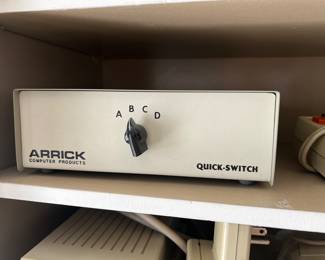 B C
A D
ARRICK
COMPUTER PRODUCTS
QUICK-SWITCH